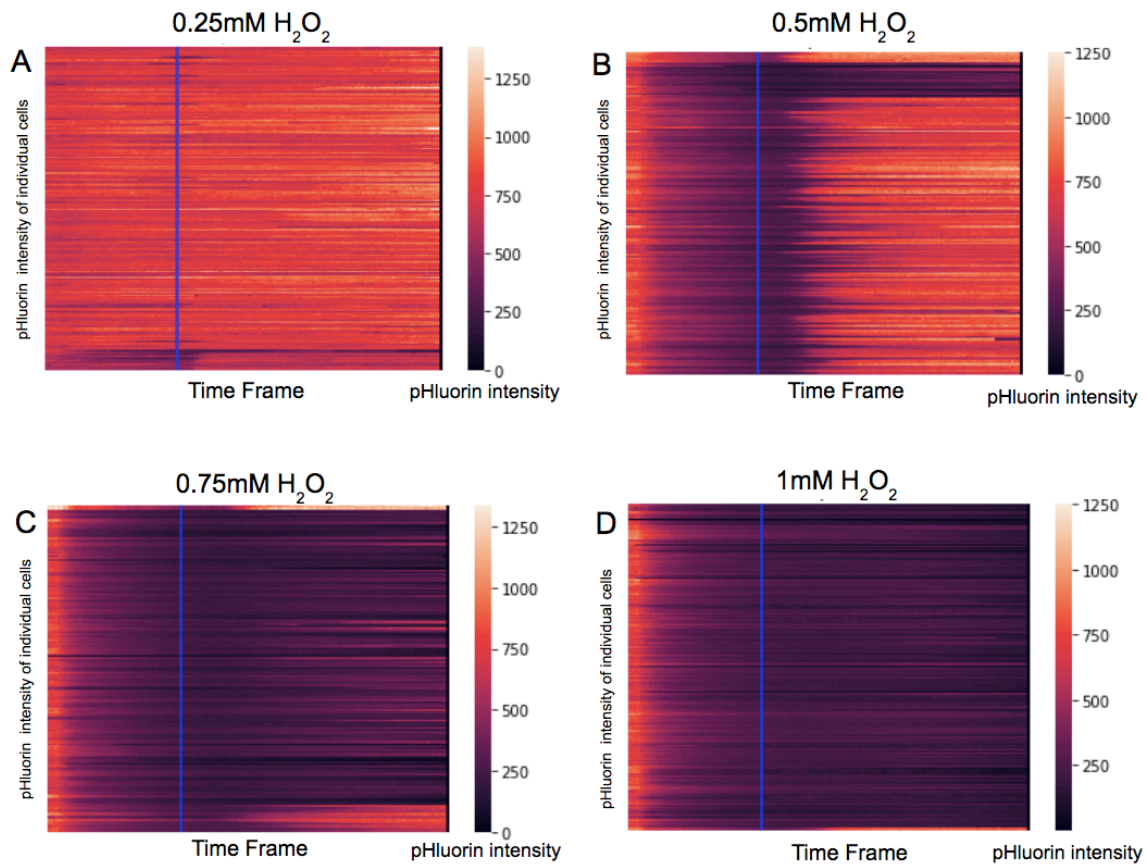 0.25mM H₂O₂
A
pHluorin intensity of individual cells
1250
1000
750
500
250
0
Time Frame
pHluorin intensity
0.5mM H₂O₂
B
pHluorin intensity of individual cells
1250
1000
750
500
250
0
Time Frame
pHluorin intensity
0.75mM H₂O₂
C
pHluorin intensity of individual cells
1250
1000
750
500
250
0
Time Frame
pHluorin intensity
1mM H₂O₂
D
pHluorin intensity of individual cells
1250
1000
750
500
250
Time Frame
pHluorin intensity